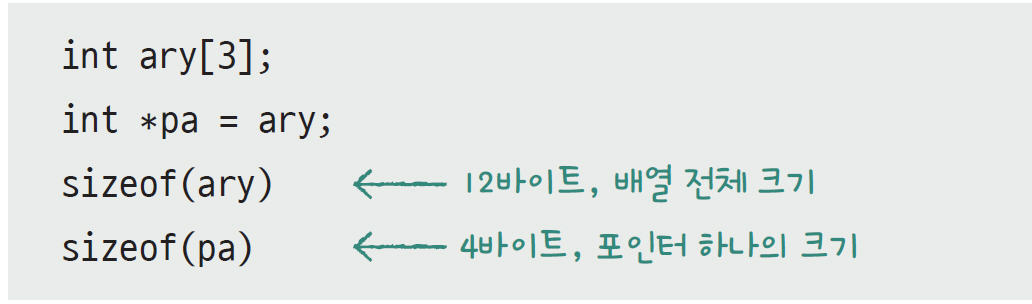 int ary[3];
int *pa = ary;
sizeof(ary) 12바이트, 배열 전체 크기
sizeof(pa) 4바이트, 포인터 하나의 크기